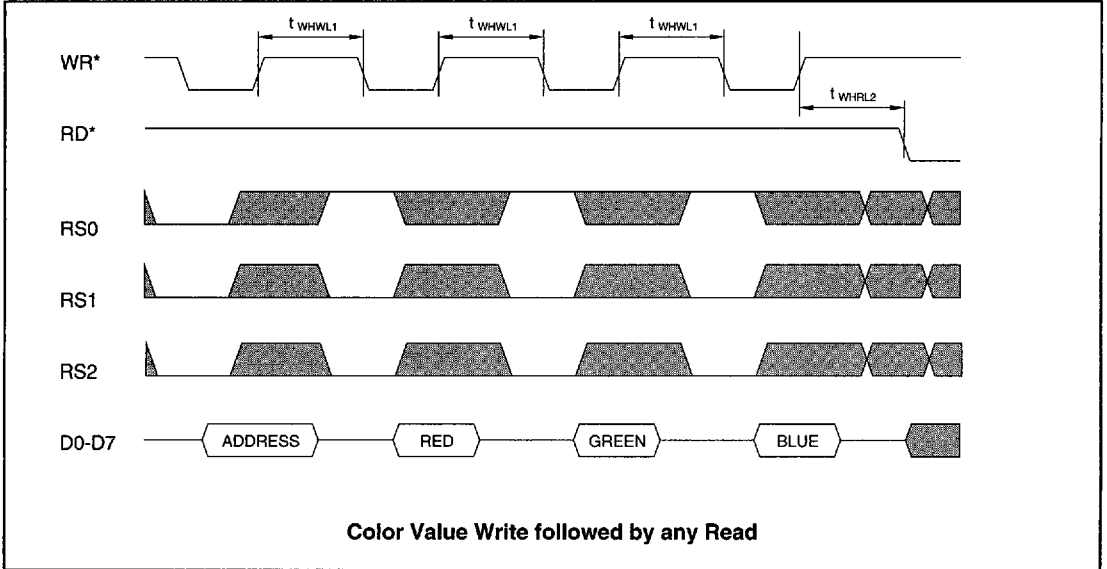 t WHWL1 t WHWL1 t WHWL1
WR*
t WHRL2
RD*
RS0
RS1
RS2
D0-D7 ADDRESS RED GREEN BLUE
Color Value Write followed by any Read